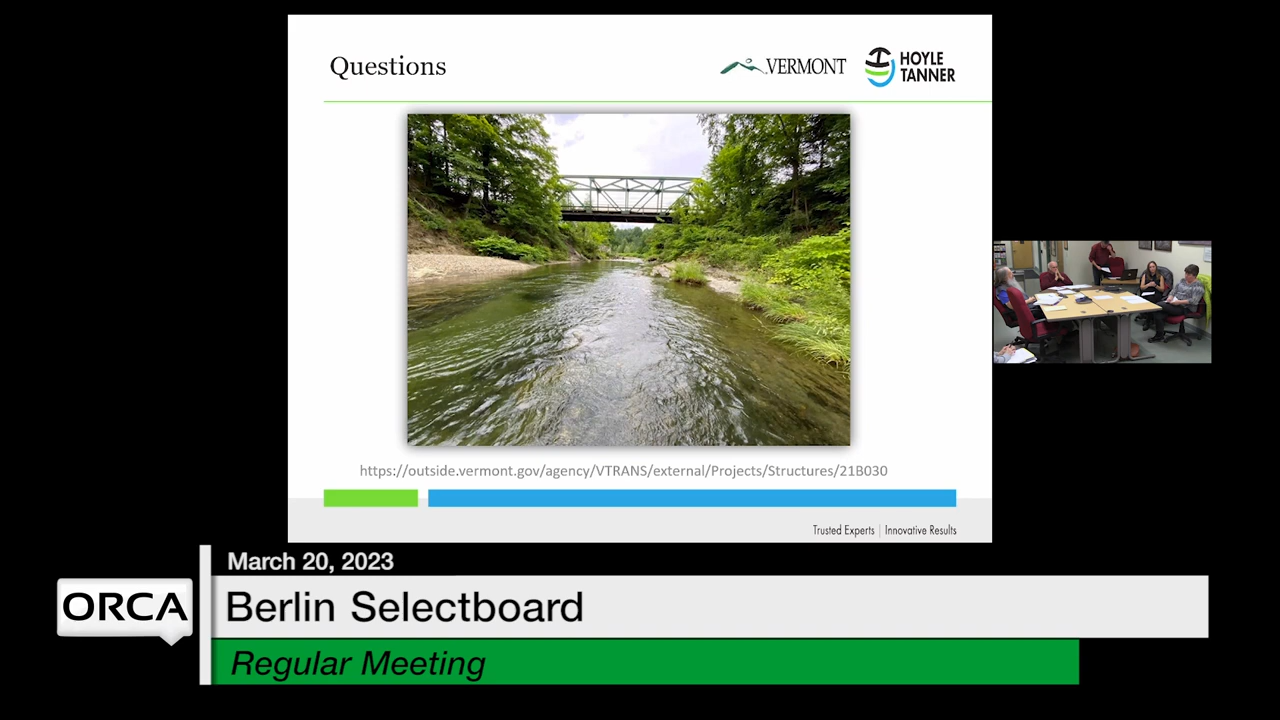 Questions
VERMONT
HOYLE
TANNER
https://outside.vermont.gov/agency/VTRANS/external/Projects/Structures/21B030
Trusted Experts | Innovative Results
March 20, 2023
ORCA
Berlin Selectboard
Regular Meeting